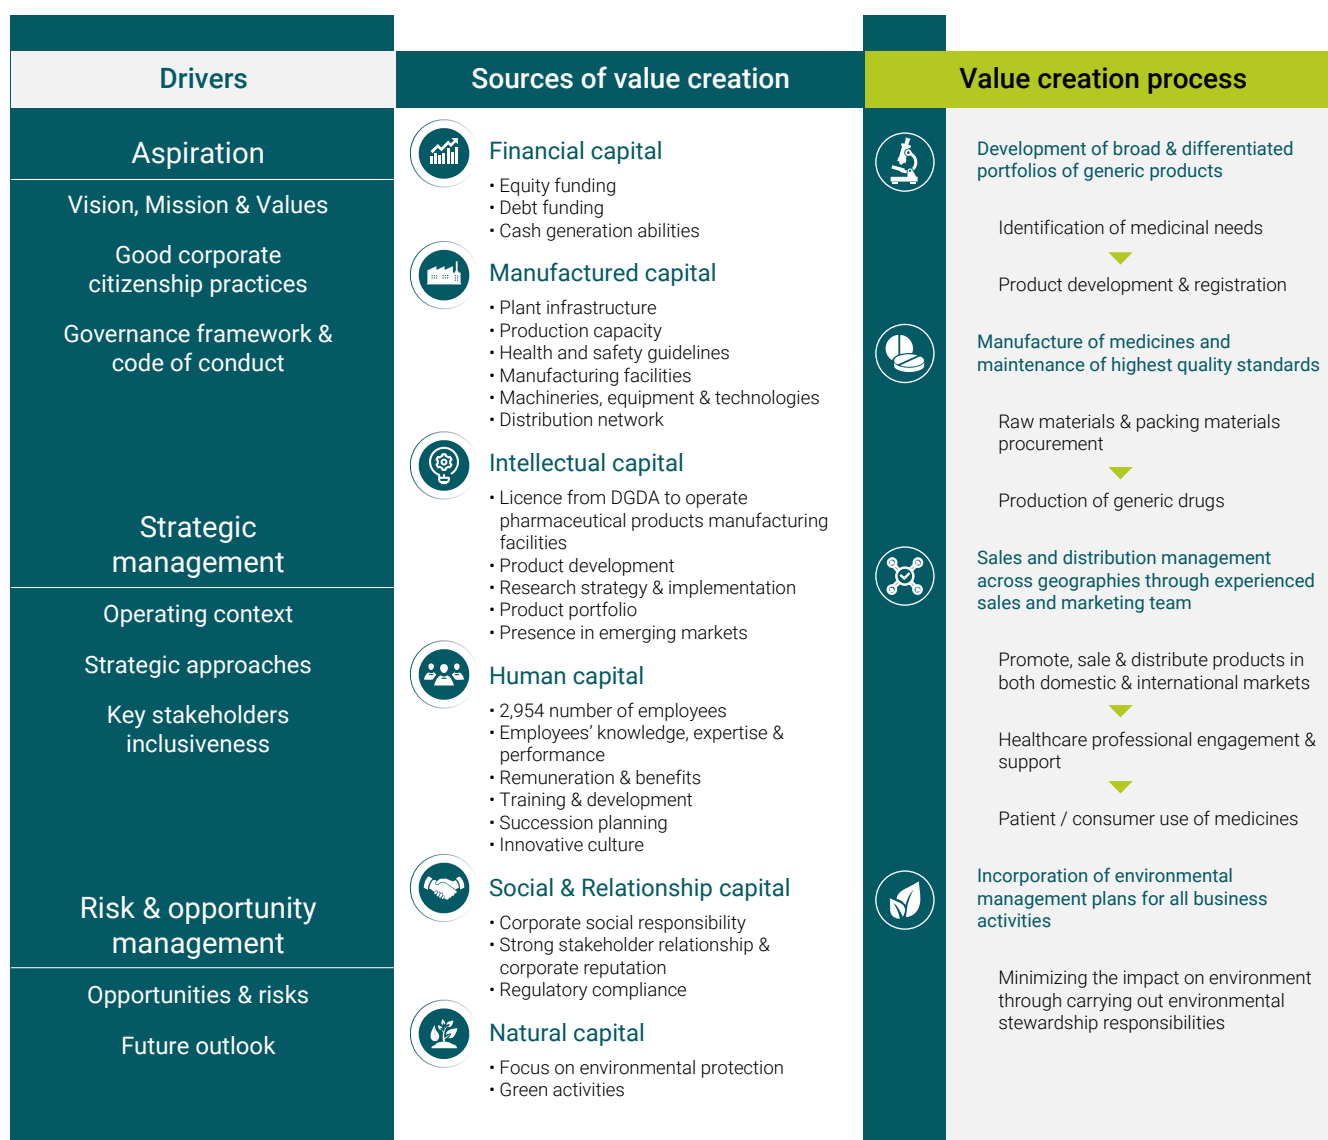 Drivers
Aspiration
Vision, Mission & Values
Good corporate
citizenship practices
Governance framework &
code of conduct
Strategic
management
Operating context
Strategic approaches
Key stakeholders
inclusiveness
Risk & opportunity
management
Opportunities & risks
Future outlook
Sources of value creation
Financial capital
• Equity funding
• Debt funding
• Cash generation abilities
Manufactured capital
• Plant infrastructure
• Production capacity
• Health and safety guidelines
• Manufacturing facilities
• Machineries, equipment & technologies
• Distribution network
Intellectual capital
• Licence from DGDA to operate
pharmaceutical products manufacturing
facilities
• Product development
• Research strategy & implementation
• Product portfolio
• Presence in emerging markets
Human capital
• 2,954 number of employees
• Employees’ knowledge, expertise &
performance
• Remuneration & benefits
• Training & development
• Succession planning
• Innovative culture
Social & Relationship capital
• Corporate social responsibility
• Strong stakeholder relationship &
corporate reputation
• Regulatory compliance
Natural capital
• Focus on environmental protection
• Green activities
Value creation process
Development of broad & differentiated
portfolios of generic products
Identification of medicinal needs
Product development & registration
Manufacture of medicines and
maintenance of highest quality standards
Raw materials & packing materials
procurement
Production of generic drugs
Sales and distribution management
across geographies through experienced
sales and marketing team
Promote, sale & distribute products in
both domestic & international markets
Healthcare professional engagement &
support
Patient / consumer use of medicines
Incorporation of environmental
management plans for all business
activities
Minimizing the impact on environment
through carrying out environmental
stewardship responsibilities